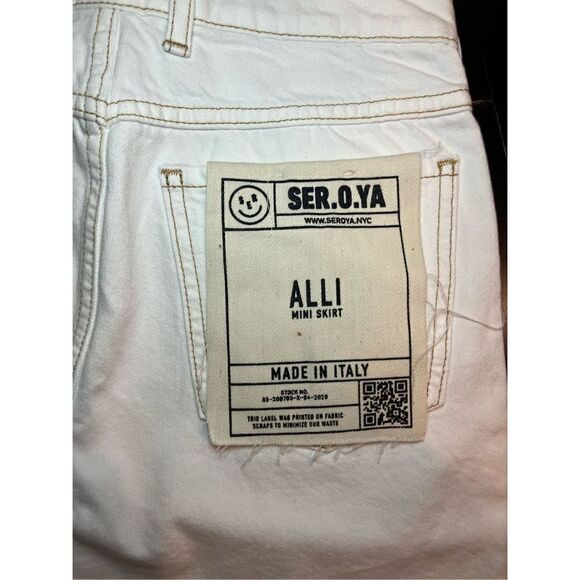 SER
SER.O.YA
WWW.SEROYA.NYC
ALLI
MINI SKIRT
MADE IN ITALY
STOCK NO.
THIS LABEL WAS PRINTED ON FABRIC
SCRAPS TO MINIMIZE OUR WASTE